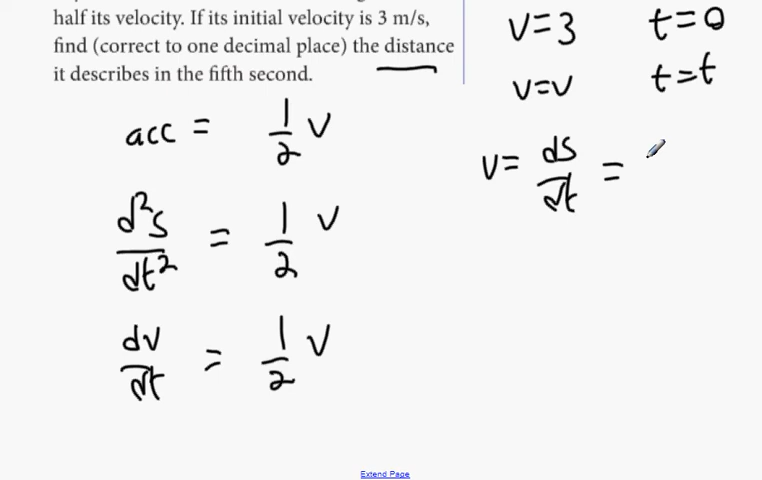 half its velocity. If its initial velocity is 3 m/s,
find (correct to one decimal place) the distance
it describes in the fifth second.
v=3 t=0
v=v t=t
acc = 1/2 v
v= ds/dt =
d²s/dt² = 1/2 v
dv/dt = 1/2 v
Extend Page